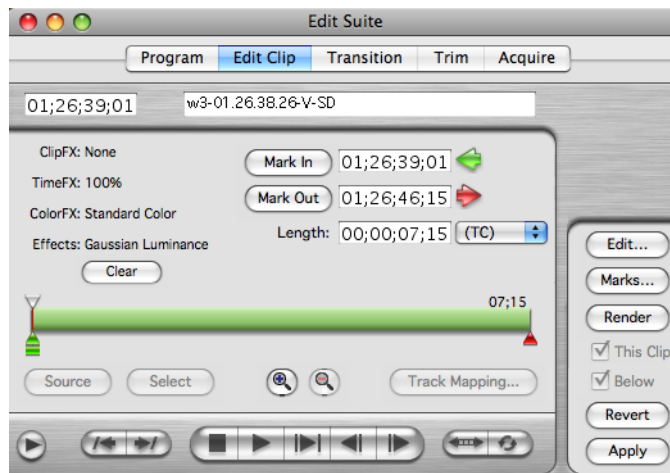 Edit Suite
Program Edit Clip Transition Trim Acquire
01;26;39;01 w3-01.26.38.26-V-SD
ClipFX: None
TimeFX: 100%
ColorFX: Standard Color
Effects: Gaussian Luminance
Clear
Mark In 01;26;39;01
Mark Out 01;26;46;15
Length: 00;00;07;15 (TC)
07;15
Source Select Track Mapping...
Edit...
Marks...
Render
This Clip
Below
Revert
Apply